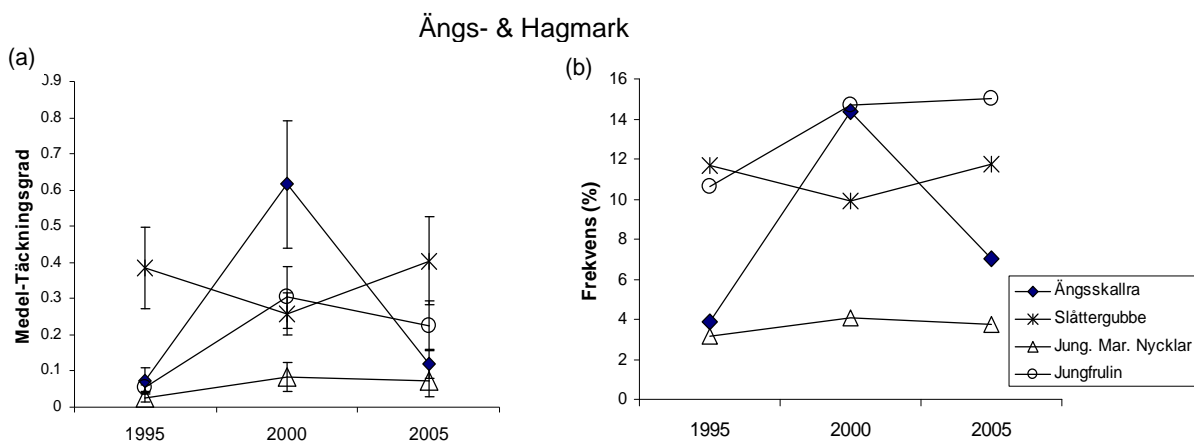 Ängs- & Hagmark
(a)
Medel-Täckningsgrad
0.9
0.8
0.7
0.6
0.5
0.4
0.3
0.2
0.1
0
1995 2000 2005
(b)
Frekvens (%)
16
14
12
10
8
6
4
2
0
1995 2000 2005
Ängsskallra
Slåttergubbe
Jung. Mar. Nycklar
Jungfrulin